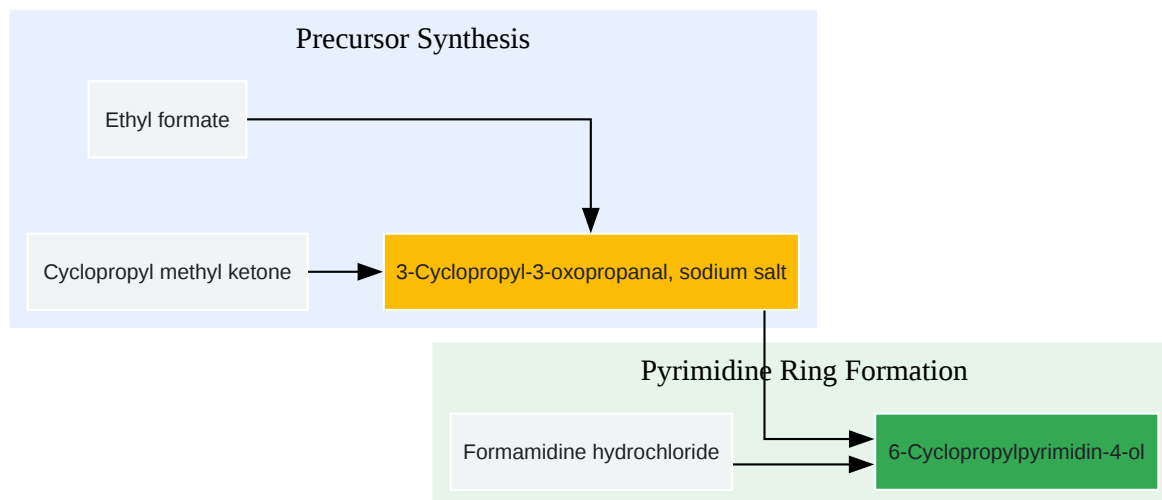 Precursor Synthesis
Ethyl formate
Cyclopropyl methyl ketone
3-Cyclopropyl-3-oxopropanal, sodium salt
Pyrimidine Ring Formation
Formamidine hydrochloride
6-Cyclopropylpyrimidin-4-ol